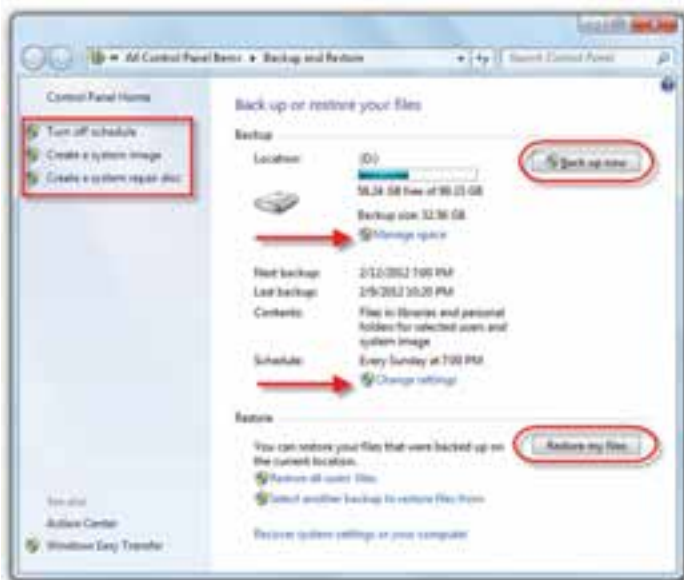 All Control Panel Items ▸ Backup and Restore
Search Control Panel
Control Panel Home
Turn off schedule
Create a system image
Create a system repair disc
Back up or restore your files
Backup
Location: (D:)
GB free of GB
Backup size: GB
Manage space
Back up now
Next backup: 2/12/2012 7:00 PM
Last backup: 2/9/2012 10:20 PM
Contents: Files in libraries and personal
folders for selected users and
system image
Schedule: Every Sunday at 7:00 PM
Change settings
Restore
You can restore your files that were backed up on
the current location.
Restore my files
Restore all users' files
Select another backup to restore files from
Recover system settings or your computer
See also
Action Center
Windows Easy Transfer